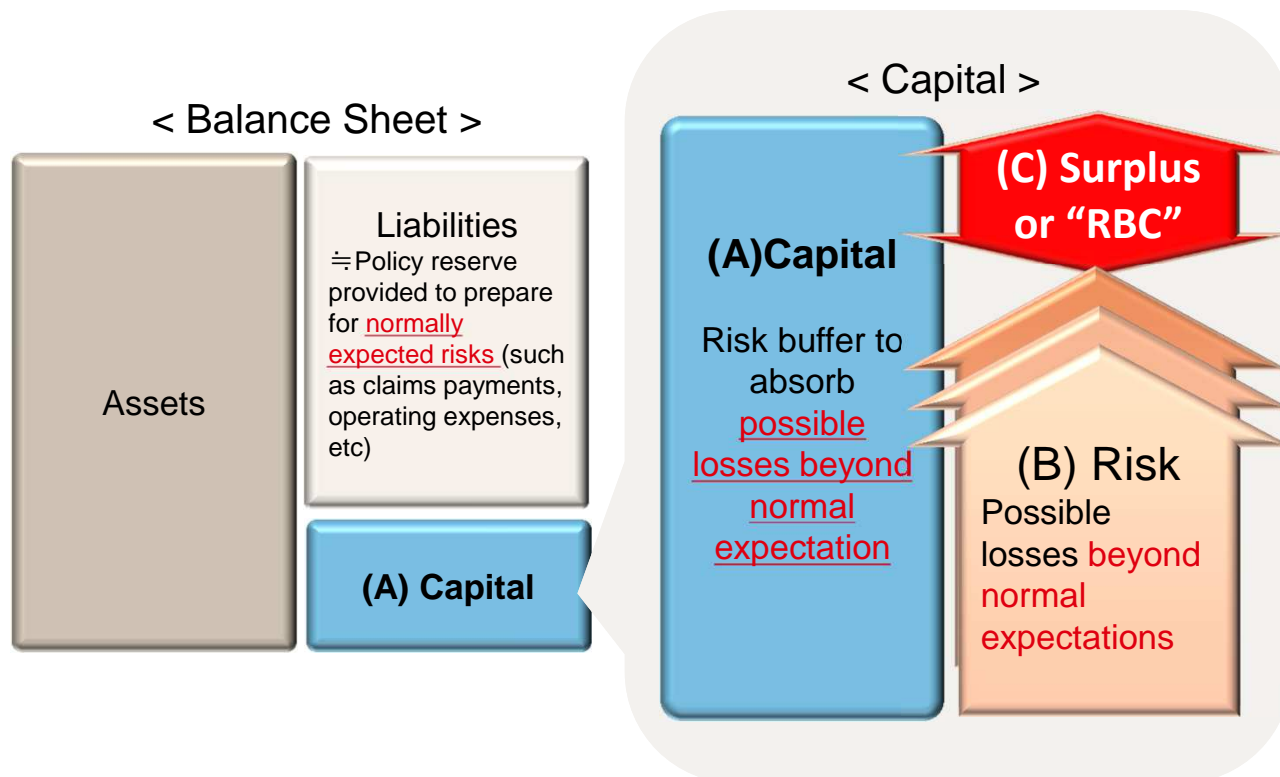 < Balance Sheet >
Assets
Liabilities
≒Policy reserve
provided to prepare
for normally
expected risks (such
as claims payments,
operating expenses,
etc)
(A) Capital
< Capital >
(A)Capital
Risk buffer to
absorb
possible
losses beyond
normal
expectation
(C) Surplus
or “RBC”
(B) Risk
Possible
losses beyond
normal
expectations